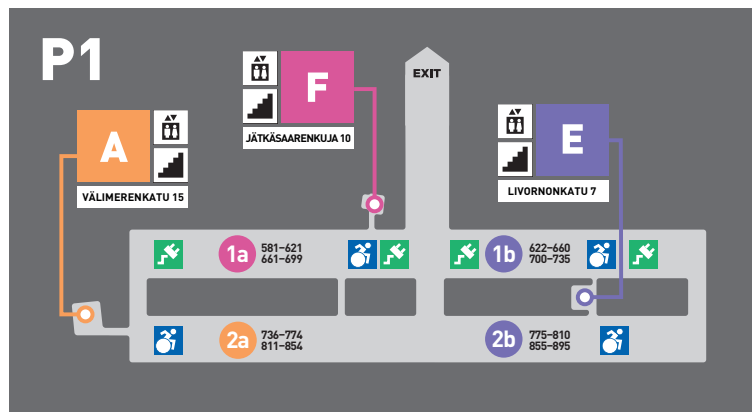 P1
F
EXIT
A
E
JÄTKÄSAARENKUJA 10
VÄLIMERENKATU 15
LIVORNONKATU 7
1a
581–621
661–699
1b
622–660
700–735
2a
736–774
811–854
2b
775–810
855–895